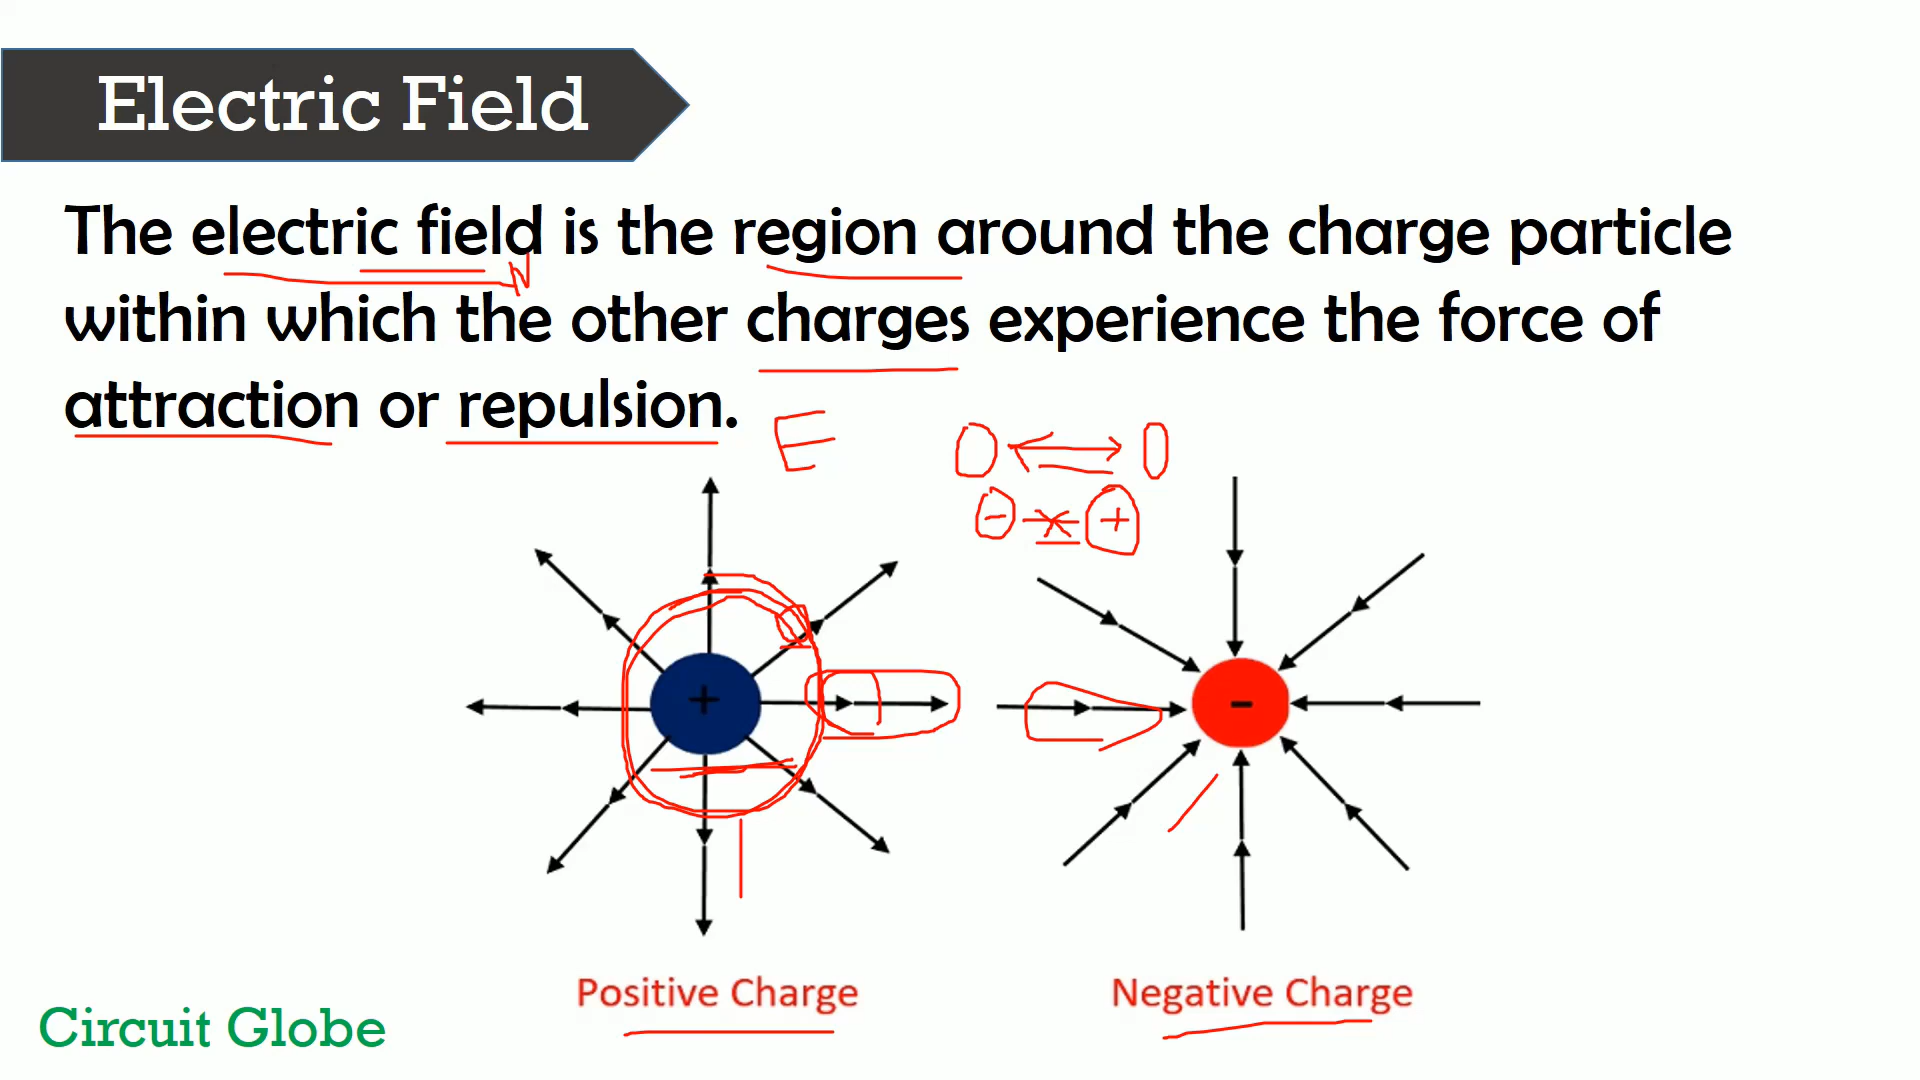 Electric Field
The electric field is the region around the charge particle
within which the other charges experience the force of
attraction or repulsion.
E
- +
+
-
Positive Charge
Negative Charge
Circuit Globe